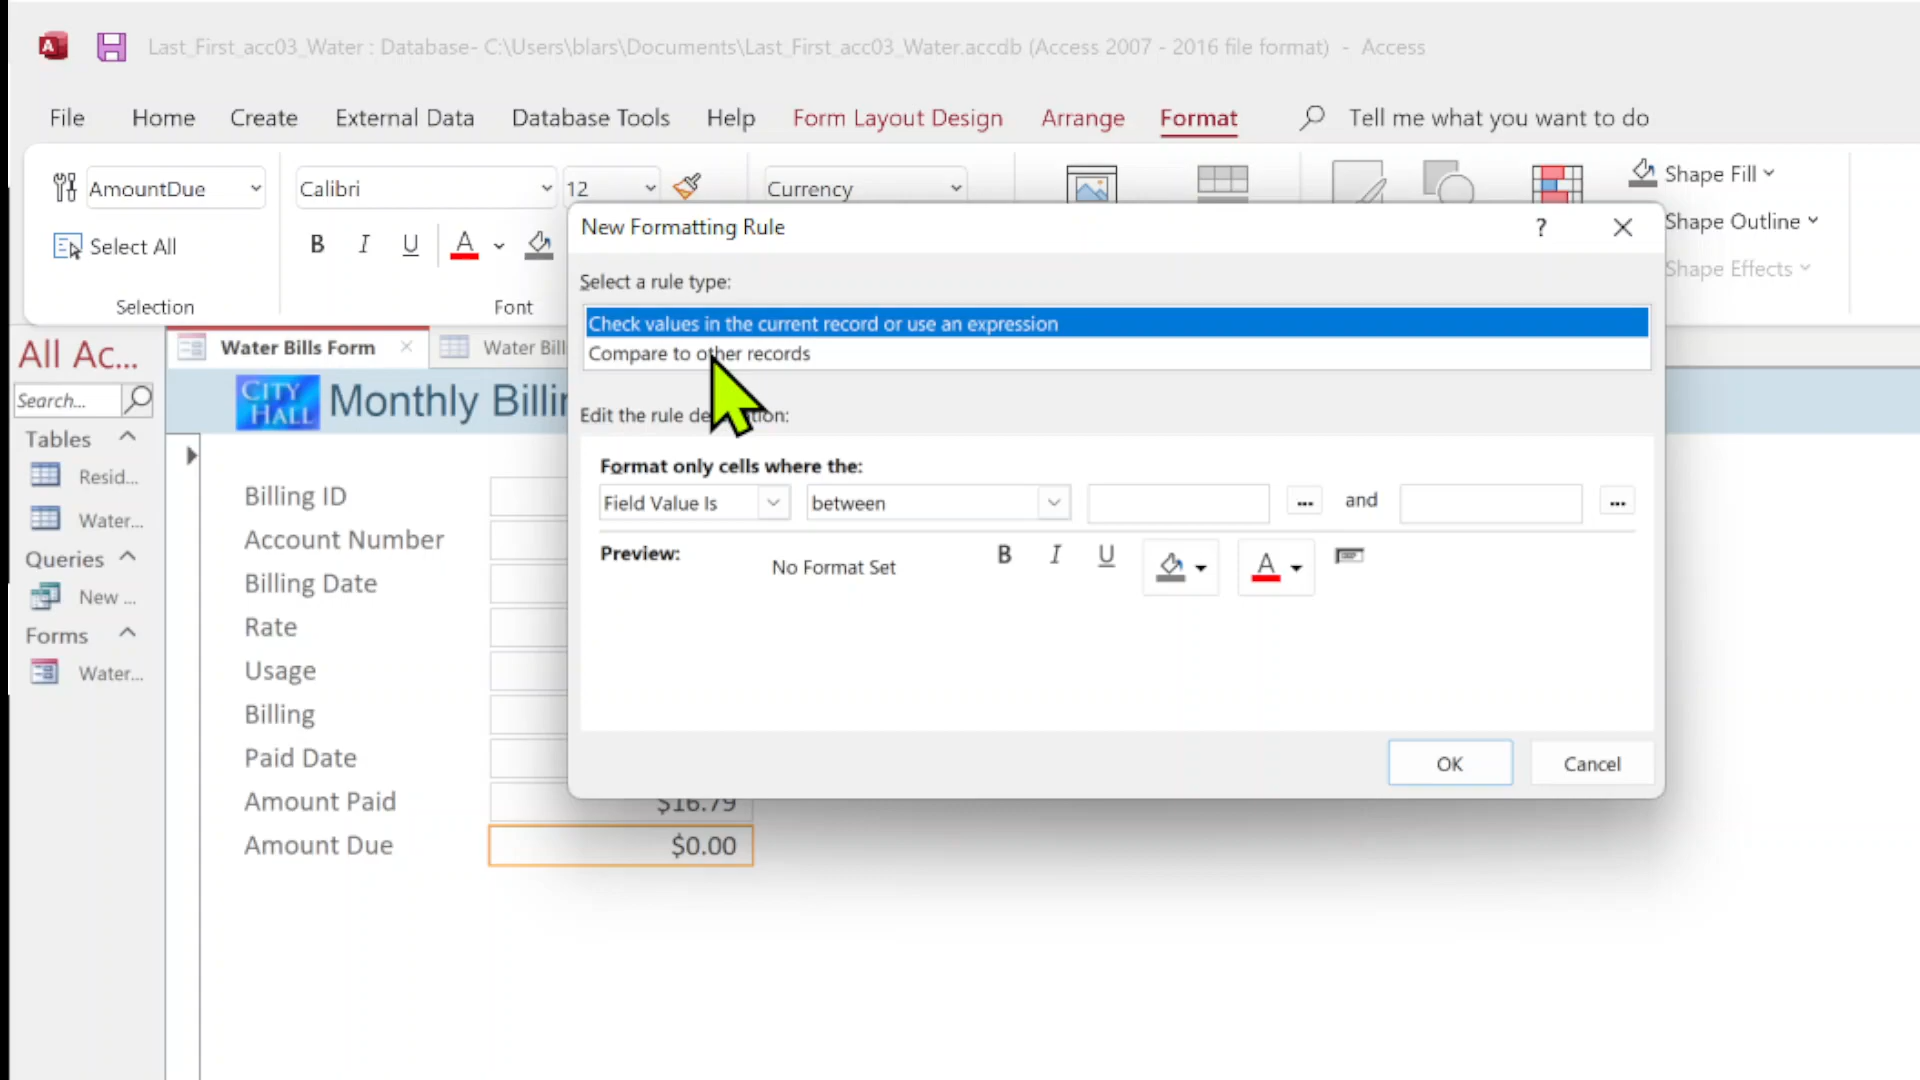 Last_First_acc03_Water : Database- C:\Users\blars\Documents\Last_First_acc03_Water.accdb (Access 2007 - 2016 file format) - Access
File Home Create External Data Database Tools Help Form Layout Design Arrange Format Tell me what you want to do
AmountDue Calibri 12 Currency Shape Fill
Select All B I U A Shape Outline
Shape Effects
Selection Font
New Formatting Rule ?
Select a rule type:
Check values in the current record or use an expression
Compare to other records
Edit the rule de tion:
Format only cells where the:
Field Value Is between ... and ...
Preview: No Format Set B I U A
OK Cancel
All Ac...
Search...
Tables
Resid...
Water...
Queries
New ...
Forms
Water...
Water Bills Form Water Bill
CITY HALL Monthly Billin
Billing ID
Account Number
Billing Date
Rate
Usage
Billing
Paid Date
Amount Paid $16.79
Amount Due $0.00